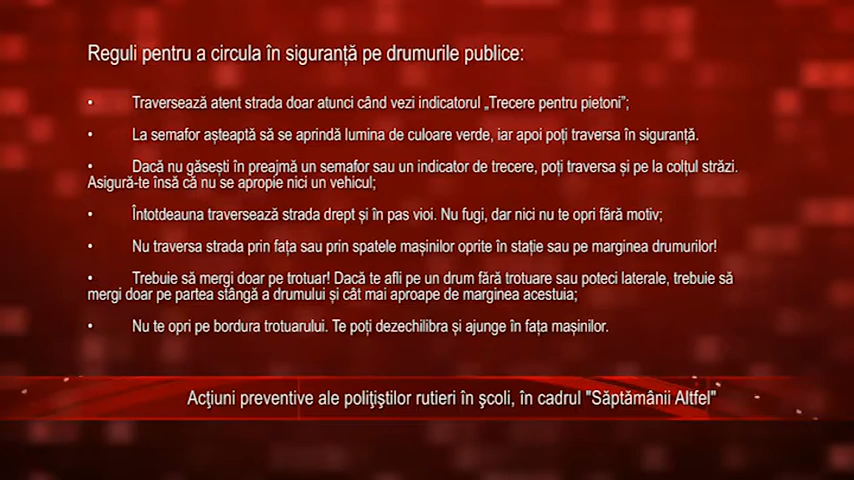 Reguli pentru a circula în siguranță pe drumurile publice:
• Traversează atent strada doar atunci când vezi indicatorul „Trecere pentru pietoni”;
• La semafor așteaptă să se aprindă lumina de culoare verde, iar apoi poți traversa în siguranță.
• Dacă nu găsești în preajmă un semafor sau un indicator de trecere, poți traversa și pe la colțul străzi.
Asigură-te însă că nu se apropie nici un vehicul;
• Întotdeauna traversează strada drept și în pas vioi. Nu fugi, dar nici nu te opri fără motiv;
• Nu traversa strada prin fața sau prin spatele mașinilor oprite în stație sau pe marginea drumurilor!
• Trebuie să mergi doar pe trotuar! Dacă te afli pe un drum fără trotuare sau poteci laterale, trebuie să
mergi doar pe partea stângă a drumului și cât mai aproape de marginea acestuia;
• Nu te opri pe bordura trotuarului. Te poți dezechilibra și ajunge în fața mașinilor.
Acţiuni preventive ale poliţiştilor rutieri în şcoli, în cadrul "Săptămânii Altfel"